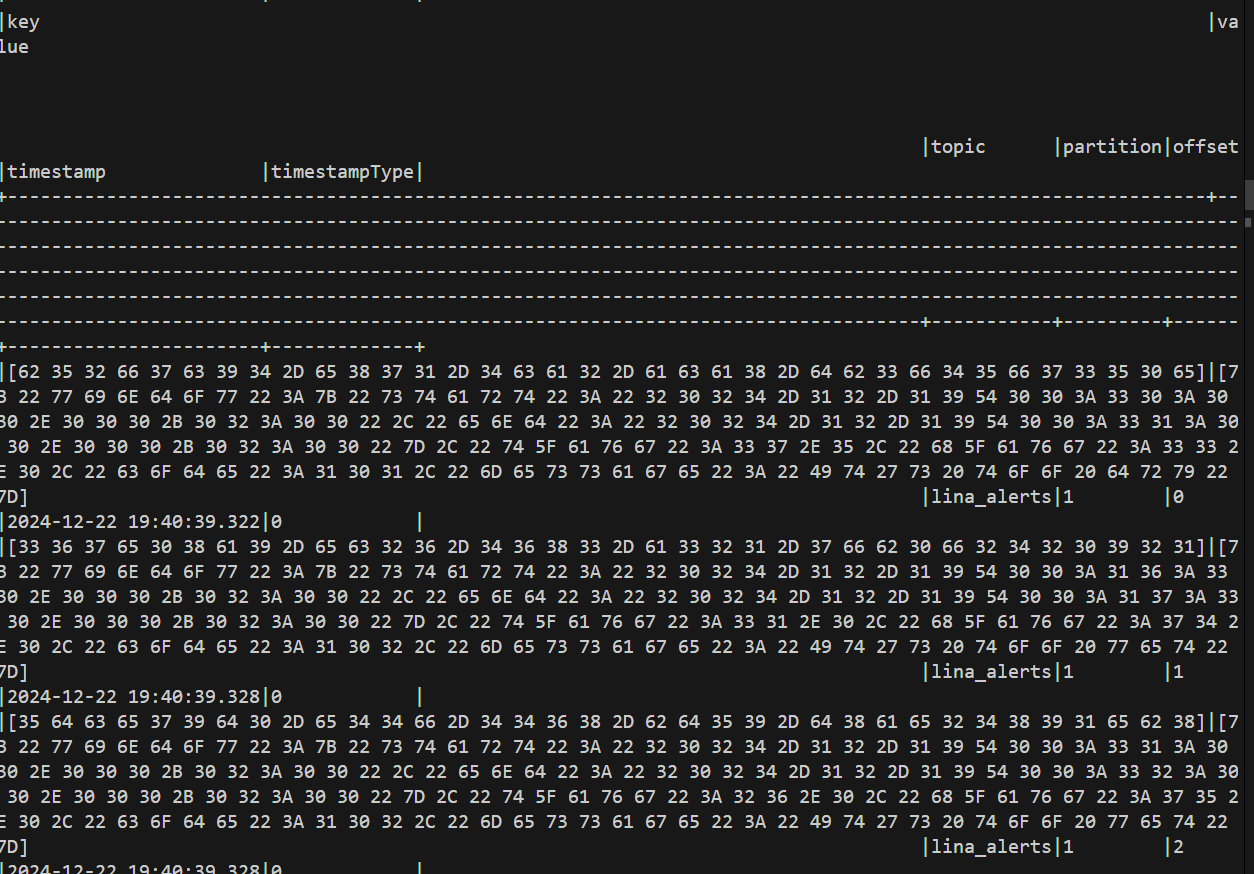 |key |va
lue
|topic |partition|offset
|timestamp |timestampType|
+-----------------------------------------------------------------------------------------------------------+--
---------------------------------------------------------------------------------------------------------------
---------------------------------------------------------------------------------------------------------------
---------------------------------------------------------------------------------------------------------------
---------------------------------------------------------------------------------------------------------------
-----------------------------------------------------------------------------------+-----------+---------+------
+-----------------------+-------------+
|[62 35 32 66 37 63 39 34 2D 65 38 37 31 2D 34 63 61 32 2D 61 63 61 38 2D 64 62 33 66 34 35 66 37 33 35 30 65]|[7
B 22 77 69 6E 64 6F 77 22 3A 7B 22 73 74 61 72 74 22 3A 22 32 30 32 34 2D 31 32 2D 31 39 54 30 30 3A 33 30 3A 30
30 2E 30 30 30 2B 30 32 3A 30 30 22 2C 22 65 6E 64 22 3A 22 32 30 32 34 2D 31 32 2D 31 39 54 30 30 3A 33 31 3A 30
30 2E 30 30 30 2B 30 32 3A 30 30 22 7D 2C 22 74 5F 61 76 67 22 3A 33 37 2E 35 2C 22 68 5F 61 76 67 22 3A 33 33 2
E 30 2C 22 63 6F 64 65 22 3A 31 30 31 2C 22 6D 65 73 73 61 67 65 22 3A 22 49 74 27 73 20 74 6F 6F 20 64 72 79 22
7D] |lina_alerts|1 |0
|2024-12-22 19:40:39.322|0 |
|[33 36 37 65 30 38 61 39 2D 65 63 32 36 2D 34 36 38 33 2D 61 33 32 31 2D 37 66 62 30 66 32 34 32 30 39 32 31]|[7
B 22 77 69 6E 64 6F 77 22 3A 7B 22 73 74 61 72 74 22 3A 22 32 30 32 34 2D 31 32 2D 31 39 54 30 30 3A 31 36 3A 33
30 2E 30 30 30 2B 30 32 3A 30 30 22 2C 22 65 6E 64 22 3A 22 32 30 32 34 2D 31 32 2D 31 39 54 30 30 3A 31 37 3A 33
30 2E 30 30 30 2B 30 32 3A 30 30 22 7D 2C 22 74 5F 61 76 67 22 3A 33 31 2E 30 2C 22 68 5F 61 76 67 22 3A 37 34 2
E 30 2C 22 63 6F 64 65 22 3A 31 30 32 2C 22 6D 65 73 73 61 67 65 22 3A 22 49 74 27 73 20 74 6F 6F 20 77 65 74 22
7D] |lina_alerts|1 |1
|2024-12-22 19:40:39.328|0 |
|[35 64 63 65 37 39 64 30 2D 65 34 34 66 2D 34 34 36 38 2D 62 64 35 39 2D 64 38 61 65 32 34 38 39 31 65 62 38]|[7
B 22 77 69 6E 64 6F 77 22 3A 7B 22 73 74 61 72 74 22 3A 22 32 30 32 34 2D 31 32 2D 31 39 54 30 30 3A 33 31 3A 30
30 2E 30 30 30 2B 30 32 3A 30 30 22 2C 22 65 6E 64 22 3A 22 32 30 32 34 2D 31 32 2D 31 39 54 30 30 3A 33 32 3A 30
30 2E 30 30 30 2B 30 32 3A 30 30 22 7D 2C 22 74 5F 61 76 67 22 3A 32 36 2E 30 2C 22 68 5F 61 76 67 22 3A 37 35 2
E 30 2C 22 63 6F 64 65 22 3A 31 30 32 2C 22 6D 65 73 73 61 67 65 22 3A 22 49 74 27 73 20 74 6F 6F 20 77 65 74 22
7D] |lina_alerts|1 |2
|2024-12-22 19:40:39.328|0 |